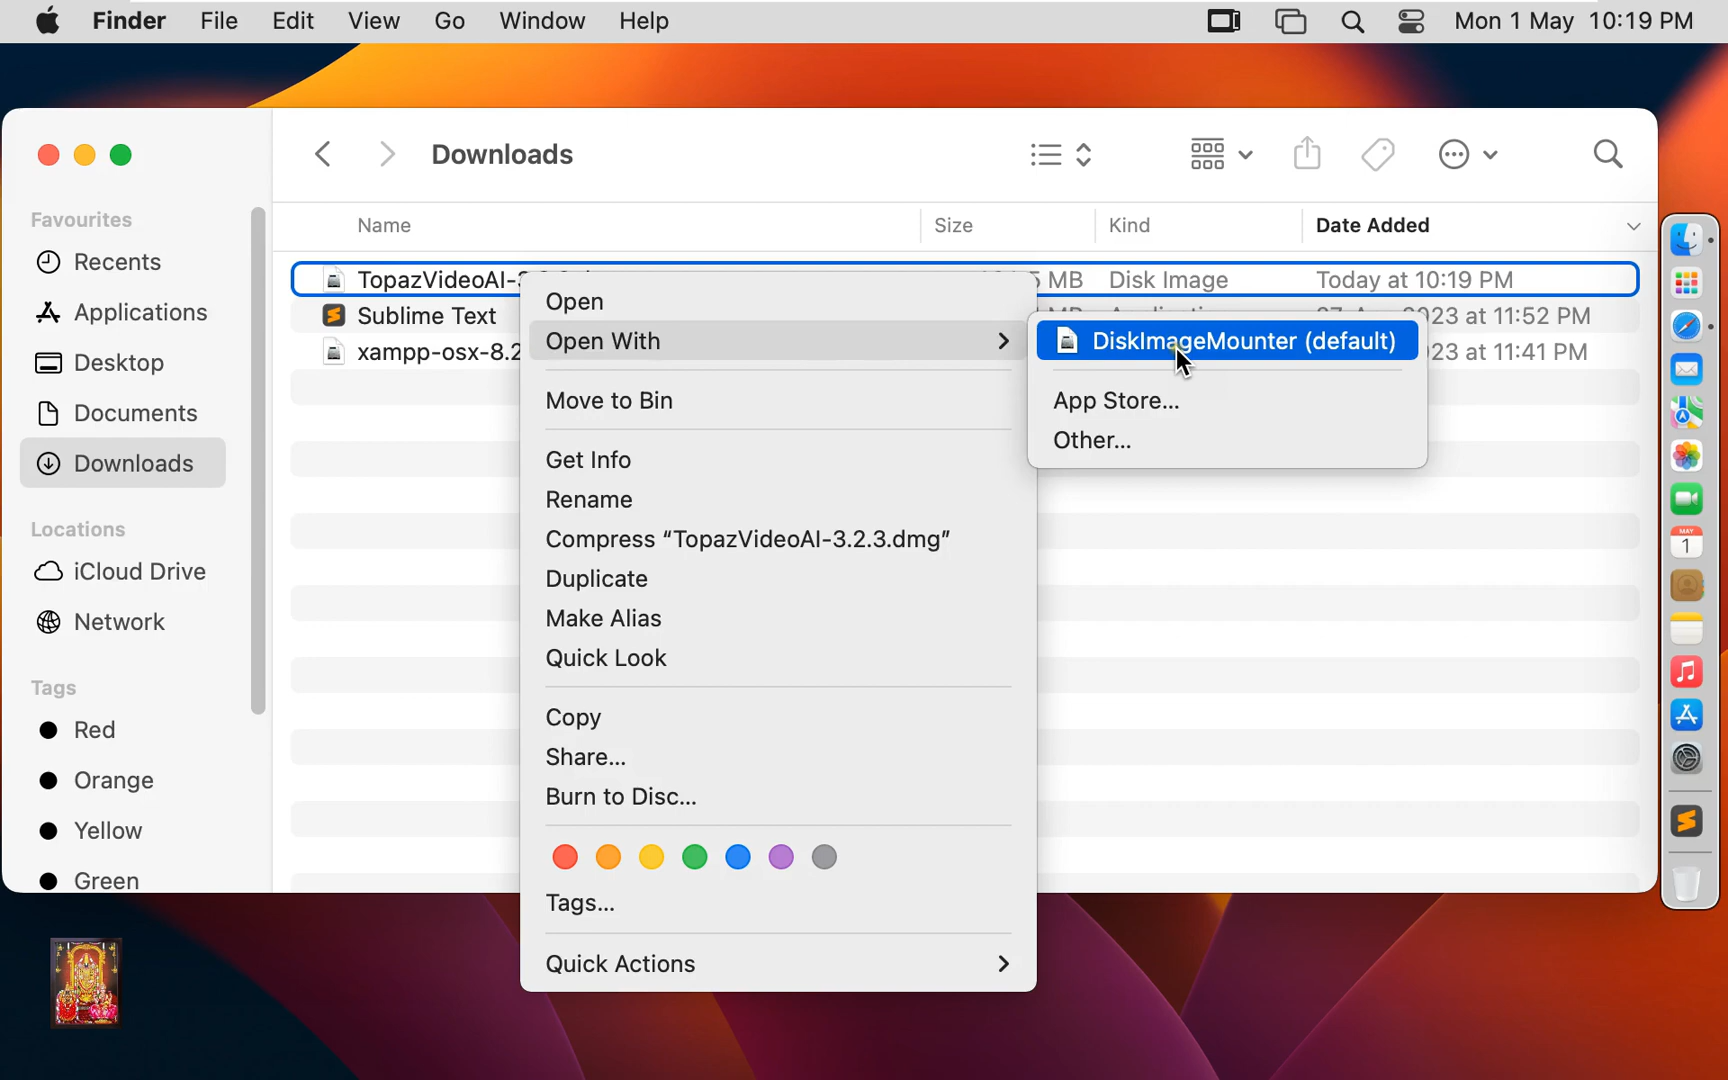 Finder File Edit View Go Window Help Mon 1 May 10:19 PM
Downloads
Favourites
Recents
Applications
Desktop
Documents
Downloads
Locations
iCloud Drive
Network
Tags
Red
Orange
Yellow
Green
Name Size Kind Date Added
TopazVideoAI- MB Disk Image Today at 10:19 PM
Sublime Text 23 at 11:52 PM
xampp-osx-8.2 23 at 11:41 PM
Open
Open With
Move to Bin
Get Info
Rename
Compress “TopazVideoAI-3.2.3.dmg”
Duplicate
Make Alias
Quick Look
Copy
Share...
Burn to Disc...
Tags...
Quick Actions
DiskImageMounter (default)
App Store...
Other...
MAY
1